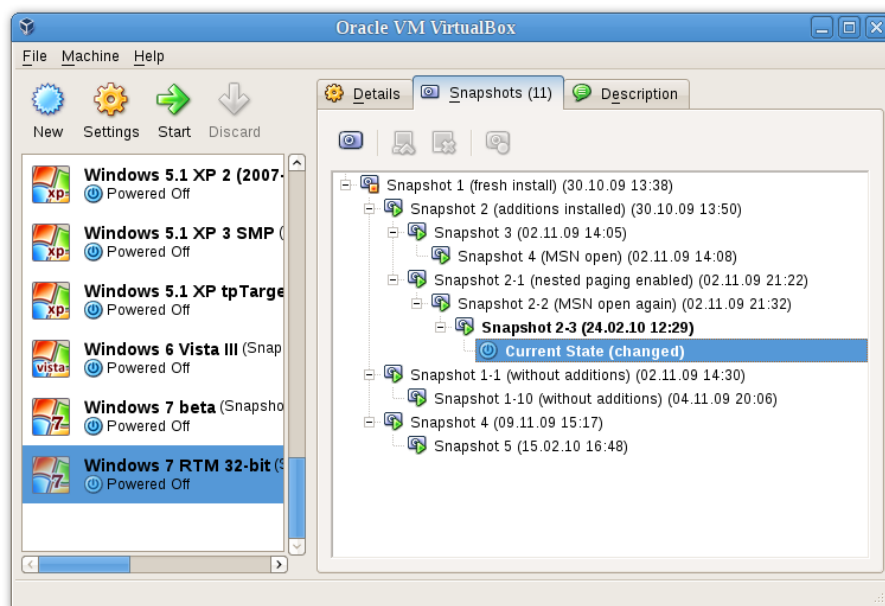 Oracle VM VirtualBox
File Machine Help
New Settings Start Discard
Details Snapshots (11) Description
Windows 5.1 XP 2 (2007-
Powered Off
Windows 5.1 XP 3 SMP (
Powered Off
Windows 5.1 XP tpTarge
Powered Off
Windows 6 Vista III (Snap
Powered Off
Windows 7 beta (Snapsho
Powered Off
Windows 7 RTM 32-bit (S
Powered Off
xp
xp
xp
vista
7
7
Snapshot 1 (fresh install) (30.10.09 13:38)
Snapshot 2 (additions installed) (30.10.09 13:50)
Snapshot 3 (02.11.09 14:05)
Snapshot 4 (MSN open) (02.11.09 14:08)
Snapshot 2-1 (nested paging enabled) (02.11.09 21:22)
Snapshot 2-2 (MSN open again) (02.11.09 21:32)
Snapshot 2-3 (24.02.10 12:29)
Current State (changed)
Snapshot 1-1 (without additions) (02.11.09 14:30)
Snapshot 1-10 (without additions) (04.11.09 20:06)
Snapshot 4 (09.11.09 15:17)
Snapshot 5 (15.02.10 16:48)